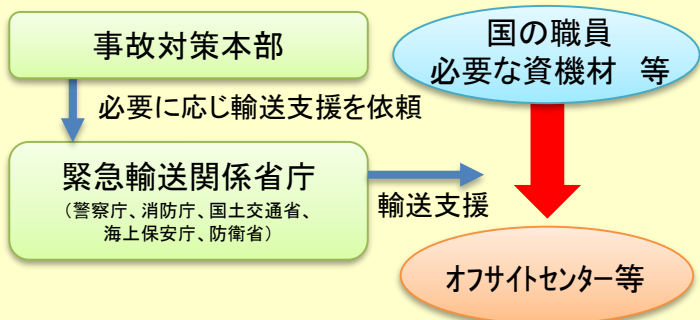 事故対策本部
国の職員
必要な資機材　等
必要に応じ輸送支援を依頼
緊急輸送関係省庁
（警察庁、消防庁、国土交通省、
海上保安庁、防衛省）
輸送支援
オフサイトセンター等